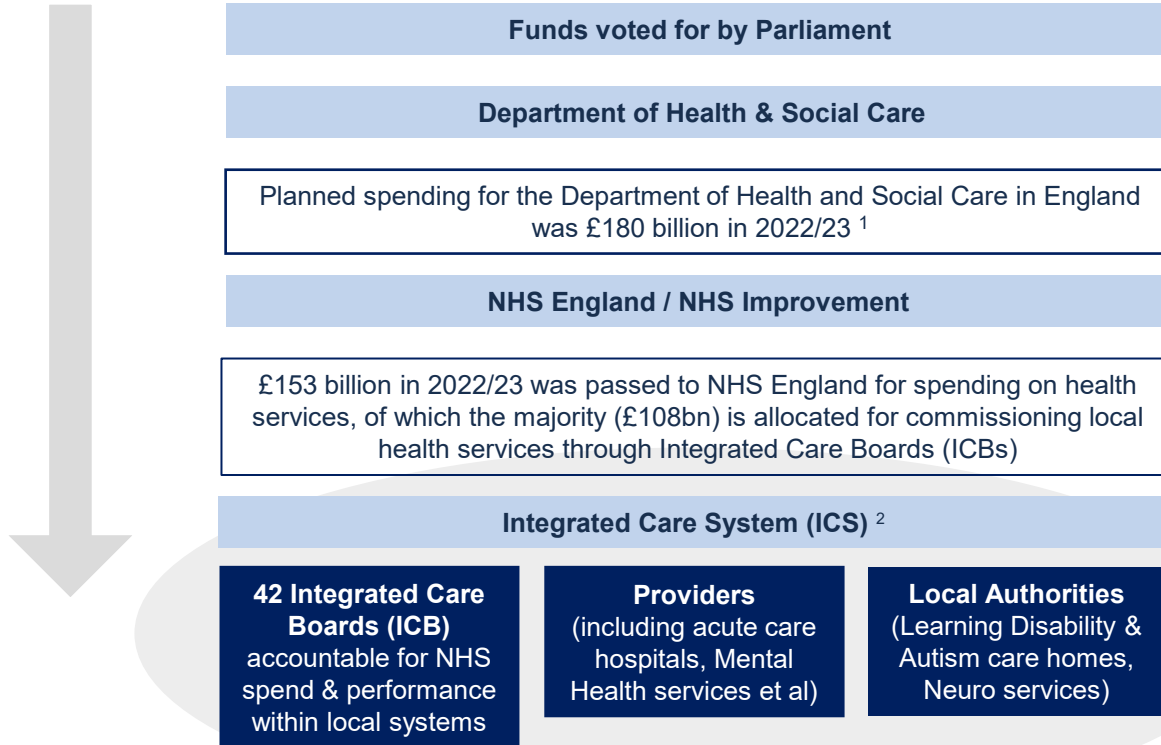 Funds voted for by Parliament
Department of Health & Social Care
Planned spending for the Department of Health and Social Care in England
was £180 billion in 2022/23 ¹
NHS England / NHS Improvement
£153 billion in 2022/23 was passed to NHS England for spending on health
services, of which the majority (£108bn) is allocated for commissioning local
health services through Integrated Care Boards (ICBs)
Integrated Care System (ICS) ²
42 Integrated Care
Boards (ICB)
accountable for NHS
spend & performance
within local systems
Providers
(including acute care
hospitals, Mental
Health services et al)
Local Authorities
(Learning Disability &
Autism care homes,
Neuro services)